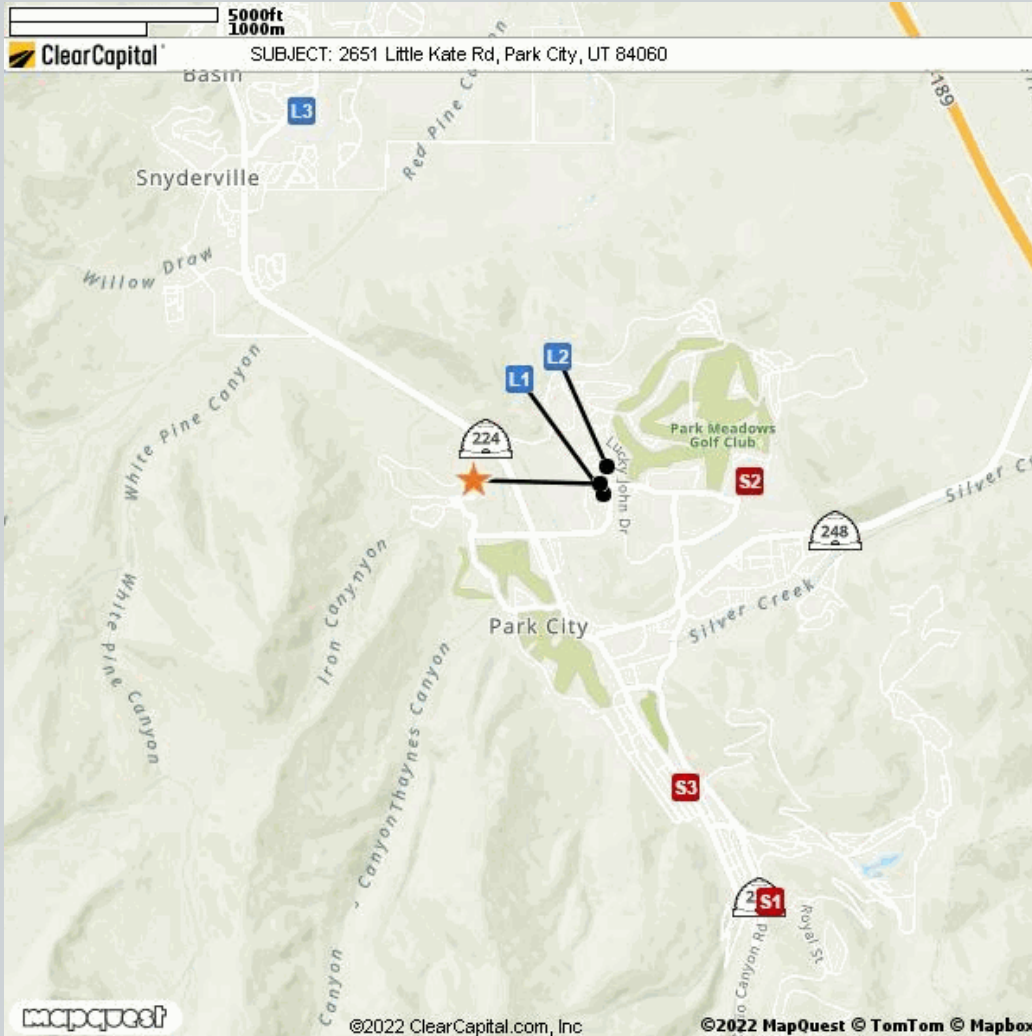 5000ft
1000m
ClearCapital
SUBJECT: 2651 Little Kate Rd, Park City, UT 84060
Basin
L3
189
Red Pine
Snyderville
Willow Draw
White Pine Canyon
L2
L1
224
Park Meadows
Golf Club
Lucky John Dr
S2
Silver
248
Silver Creek
Iron Canyon
White Pine Canyon
Park City
Thaynes Canyon
Canyon
S3
S1
Royal St
Canyon Rd
Canyon
mapquest
©2022 ClearCapital.com, Inc
©2022 MapQuest © TomTom © Mapbo